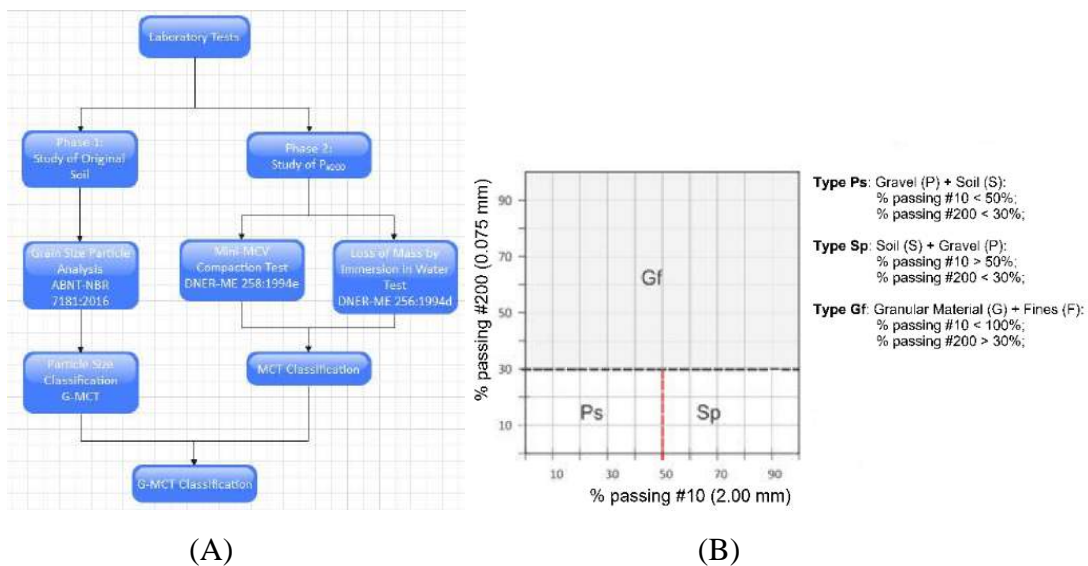 Laboratory Tests
Phase 1:
Study of Original
Soil
Phase 2:
Study of P#200
Grain Size Particle
Analysis
ABNT-NBR
7181:2016
Mini-MCV
Compaction Test
DNER-ME 258:1994e
Loss of Mass by
Immersion in Water
Test
DNER-ME 256:1994d
Particle Size
Classification
G-MCT
MCT Classification
G-MCT Classification
(A)
% passing #200 (0.075 mm)
90
70
50
30
10
Gf
Ps
Sp
10
30
50
70
90
% passing #10 (2.00 mm)
Type Ps: Gravel (P) + Soil (S):
% passing #10 < 50%;
% passing #200 < 30%;
Type Sp: Soil (S) + Gravel (P):
% passing #10 > 50%;
% passing #200 < 30%;
Type Gf: Granular Material (G) + Fines (F):
% passing #10 < 100%;
% passing #200 > 30%;
(B)